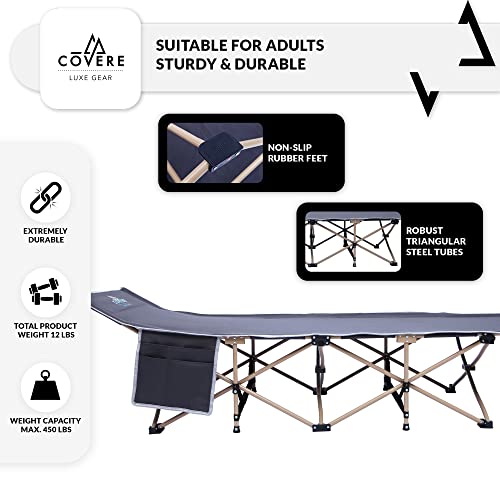 COVERE
LUXE GEAR
SUITABLE FOR ADULTS
STURDY & DURABLE
NON-SLIP
RUBBER FEET
ROBUST
TRIANGULAR
STEEL TUBES
EXTREMELY
DURABLE
TOTAL PRODUCT
WEIGHT 12 LBS
WEIGHT CAPACITY
MAX. 450 LBS